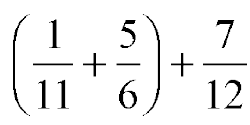 (1/11 + 5/6) + 7/12